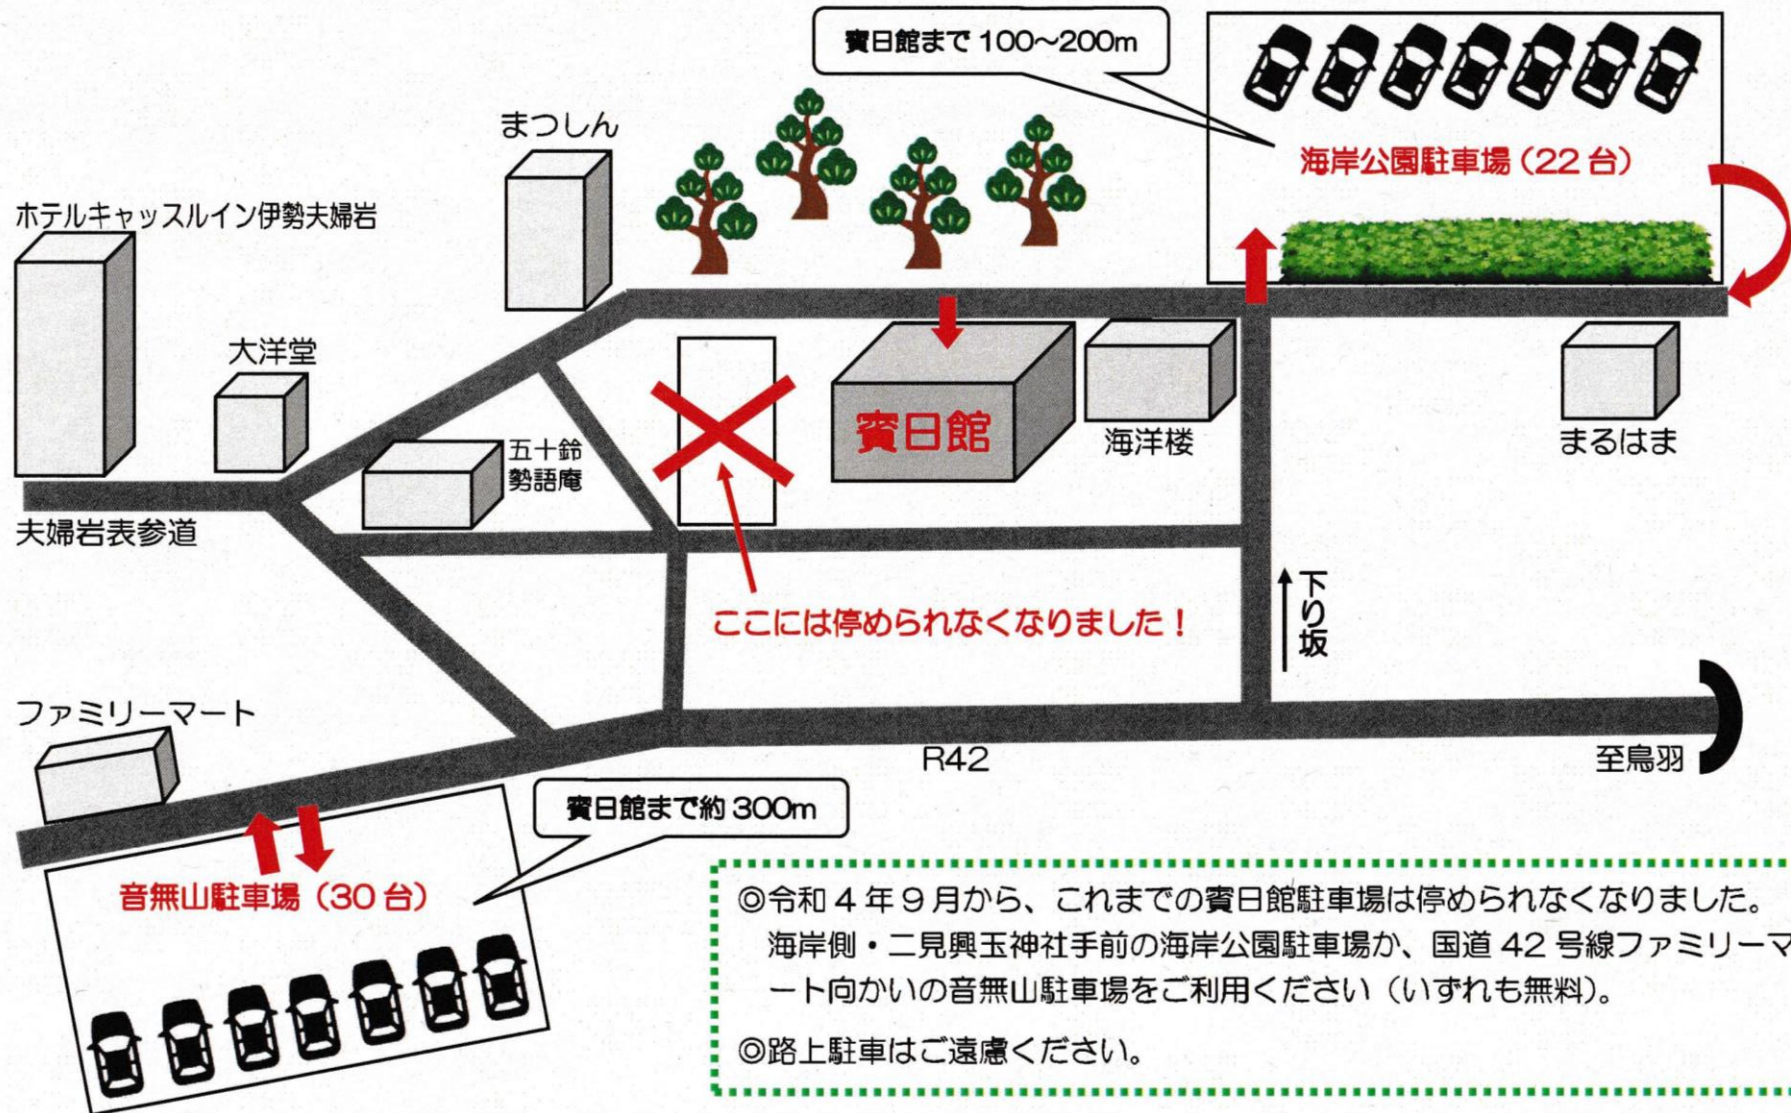 賓日館まで 100～200m
海岸公園駐車場（22 台）
まつしん
ホテルキャッスルイン伊勢夫婦岩
大洋堂
五十鈴
勢語庵
賓日館
海洋楼
まるはま
夫婦岩表参道
ここには停められなくなりました！
下り坂
ファミリーマート
R42
至鳥羽
賓日館まで約 300m
音無山駐車場（30 台）
◎令和 4 年 9 月から、これまでの賓日館駐車場は停められなくなりました。
海岸側・二見興玉神社手前の海岸公園駐車場か、国道 42 号線ファミリーマ
ート向かいの音無山駐車場をご利用ください（いずれも無料）。
◎路上駐車はご遠慮ください。